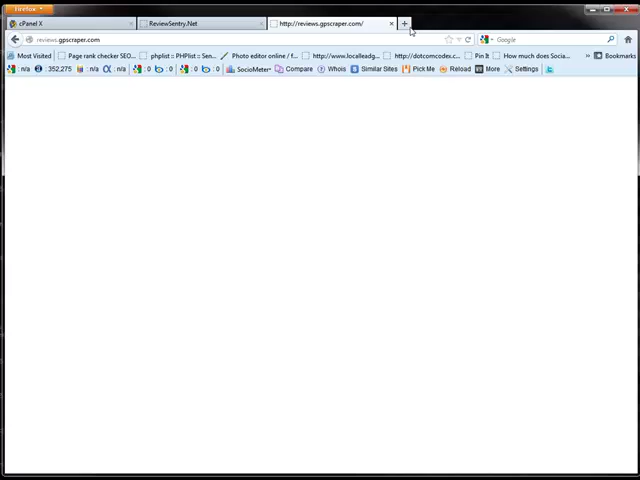 Firefox
cPanel X
ReviewSentry.Net
http://reviews.gpscraper.com/
reviews.gpscraper.com
Google
Most Visited
Page rank checker SEO...
phplist :: PHPlist :: Sen...
Photo editor online / f...
http://www.localleadg...
http://dotcomcodex.c...
Pin It
How much does Socia...
»
Bookmarks
: n/a
: 352,275
: n/a
: n/a
: 0
: 0
: 0
: 0
SocioMeter
Compare
Whois
Similar Sites
Pick Me
Reload
More
Settings